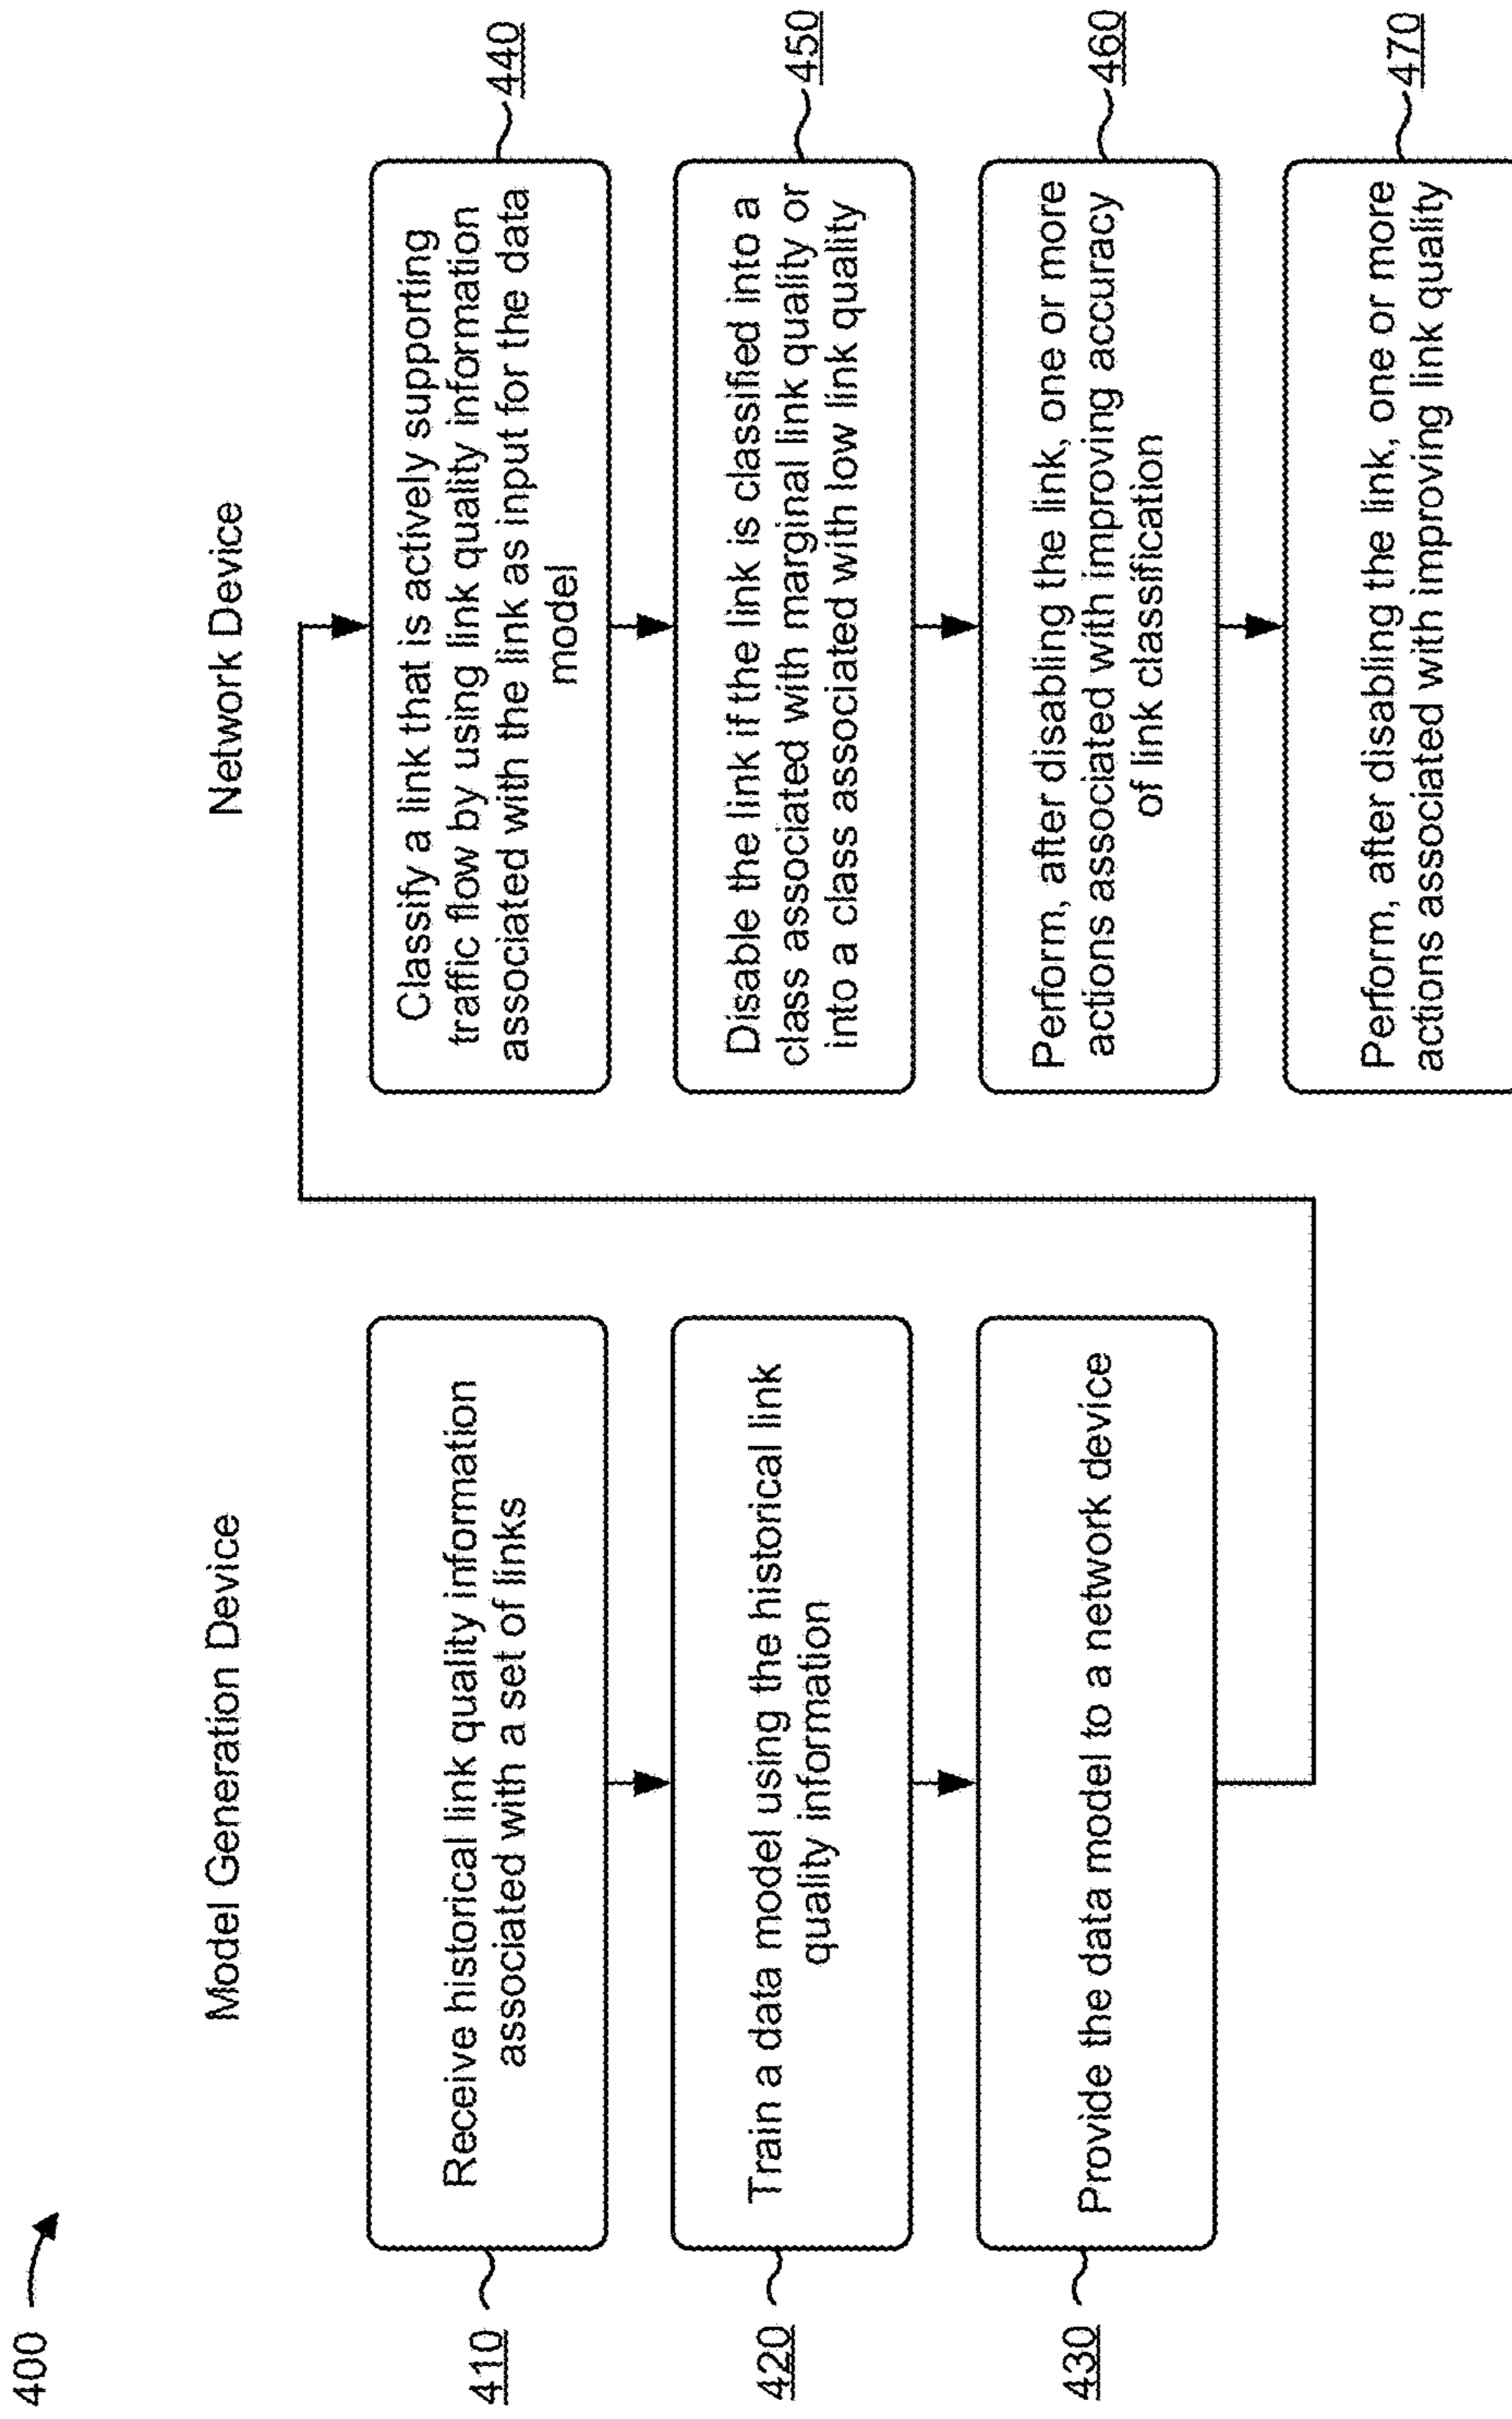 400
Model Generation Device
410
Receive historical link quality information
associated with a set of links
420
Train a data model using the historical link
quality information
430
Provide the data model to a network device
Network Device
Classify a link that is actively supporting
traffic flow by using link quality information
associated with the link as input for the data
model
440
Disable the link if the link is classified into a
class associated with marginal link quality or
into a class associated with low link quality
450
Perform, after disabling the link, one or more
actions associated with improving accuracy
of link classification
460
Perform, after disabling the link, one or more
actions associated with improving link quality
470